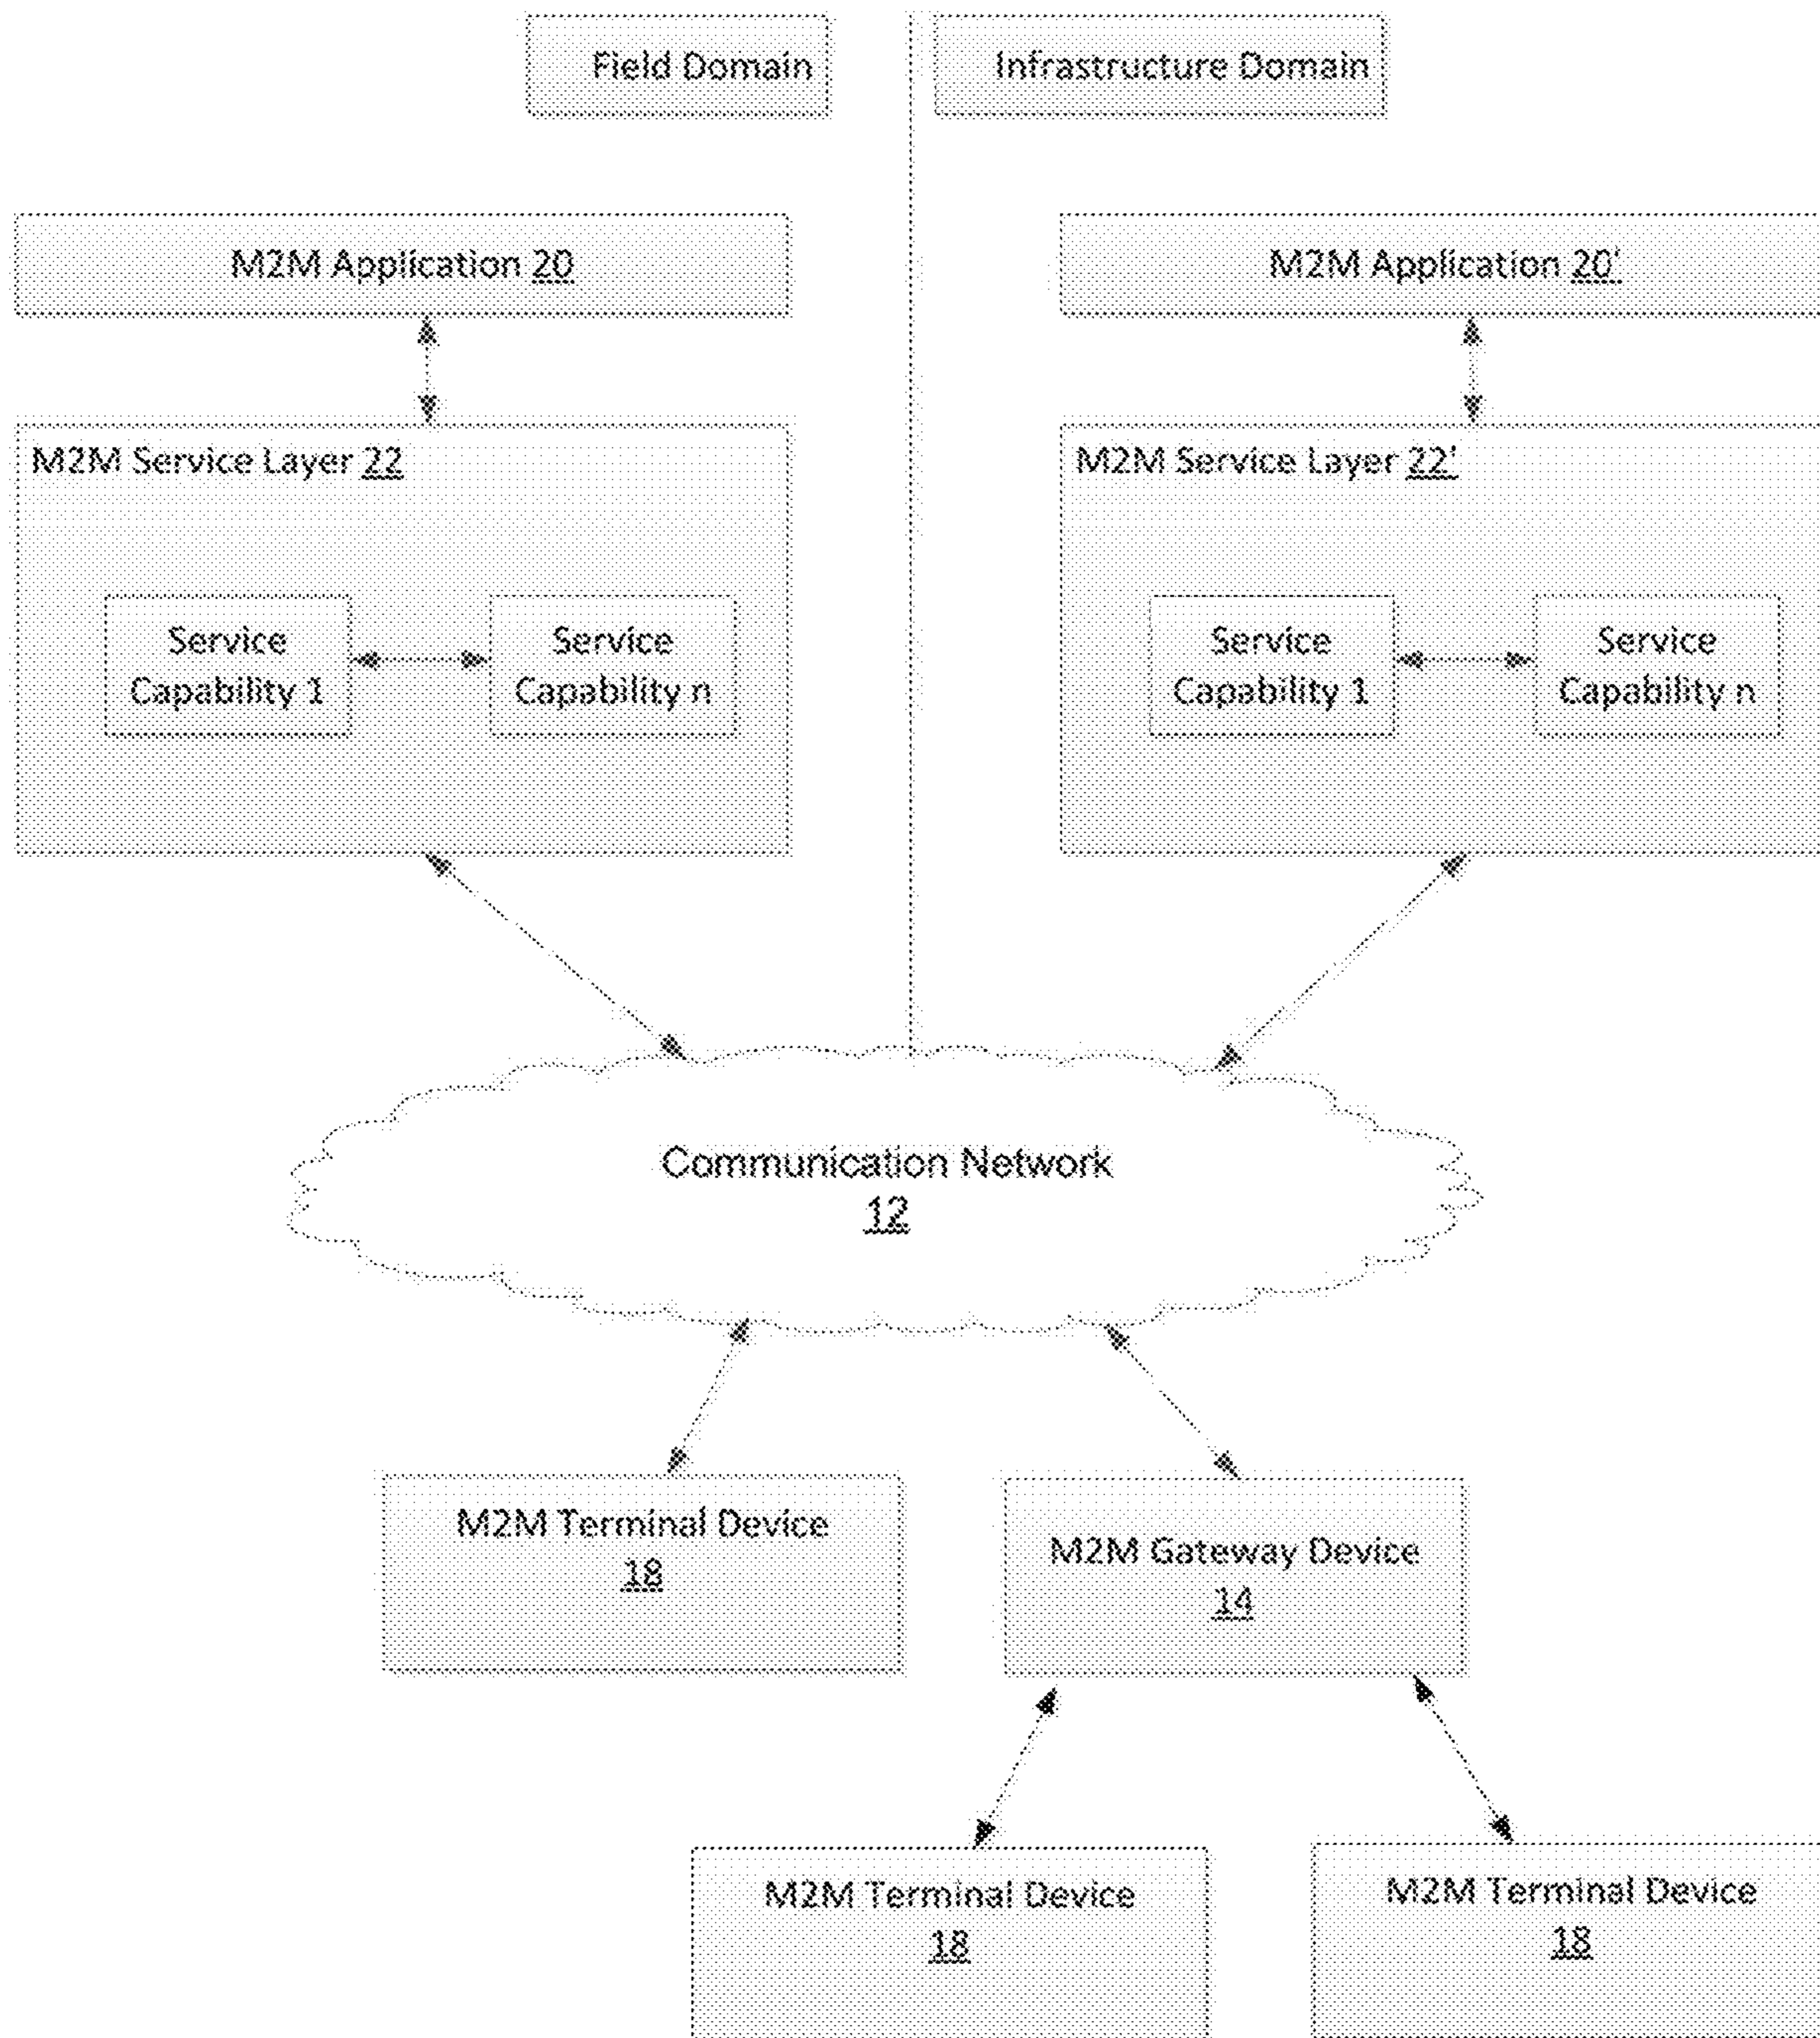 Field Domain
Infrastructure Domain
M2M Application 20
M2M Application 20'
M2M Service Layer 22
M2M Service Layer 22'
Service
Capability 1
Service
Capability n
Service
Capability 1
Service
Capability n
Communication Network
12
M2M Terminal Device
18
M2M Gateway Device
14
M2M Terminal Device
18
M2M Terminal Device
18